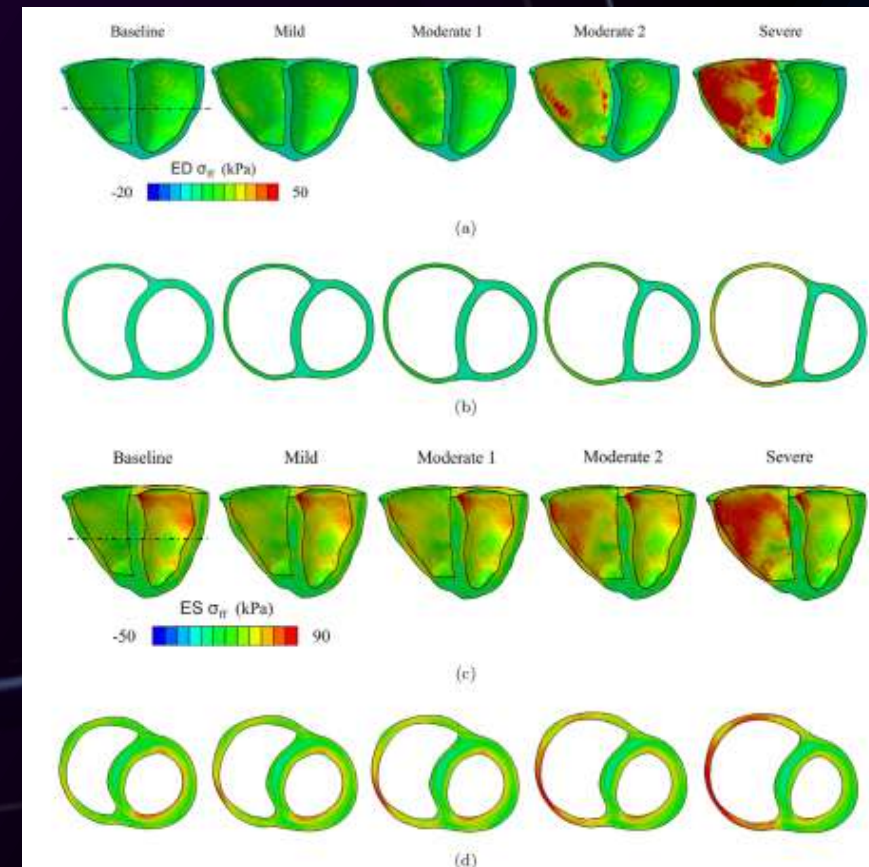 Baseline Mild Moderate 1 Moderate 2 Severe
ED σff (kPa)
-20 50
(a)
(b)
Baseline Mild Moderate 1 Moderate 2 Severe
ES σff (kPa)
-50 90
(c)
(d)